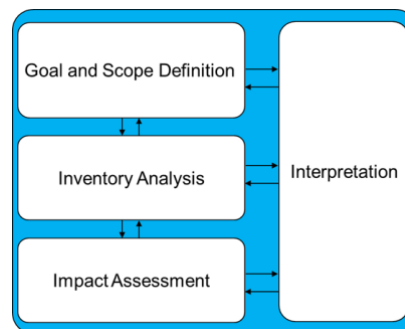 Goal and Scope Definition
Inventory Analysis
Interpretation
Impact Assessment